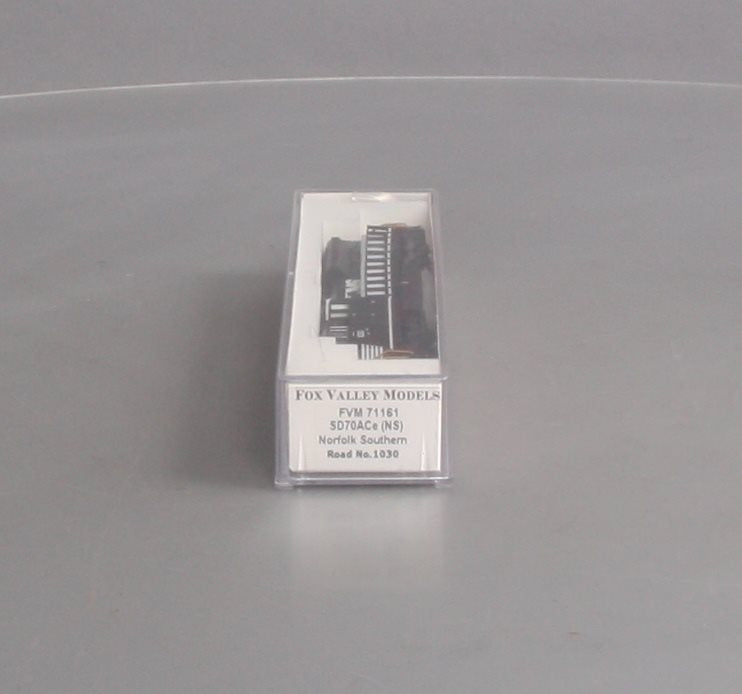 FOX VALLEY MODELS
FVM 71161
SD70ACe (NS)
Norfolk Southern
Road No.1030